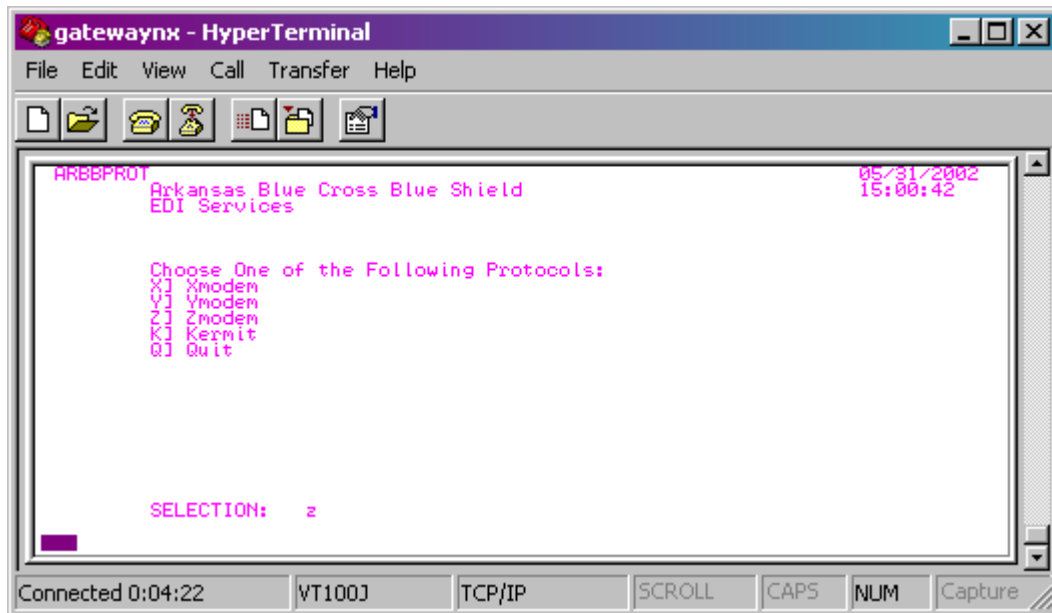 gatewaynx - HyperTerminal
File Edit View Call Transfer Help
ARBBPROT 05/31/2002
Arkansas Blue Cross Blue Shield 15:00:42
EDI Services
Choose One of the Following Protocols:
X] Xmodem
Y] Ymodem
Z] Zmodem
K] Kermit
Q] Quit
SELECTION: z
Connected 0:04:22 VT100J TCP/IP SCROLL CAPS NUM Capture